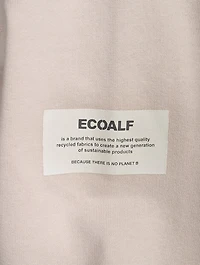 ECOALF
is a brand that uses the highest quality
recycled fabrics to create a new generation
of sustainable products
BECAUSE THERE IS NO PLANET B